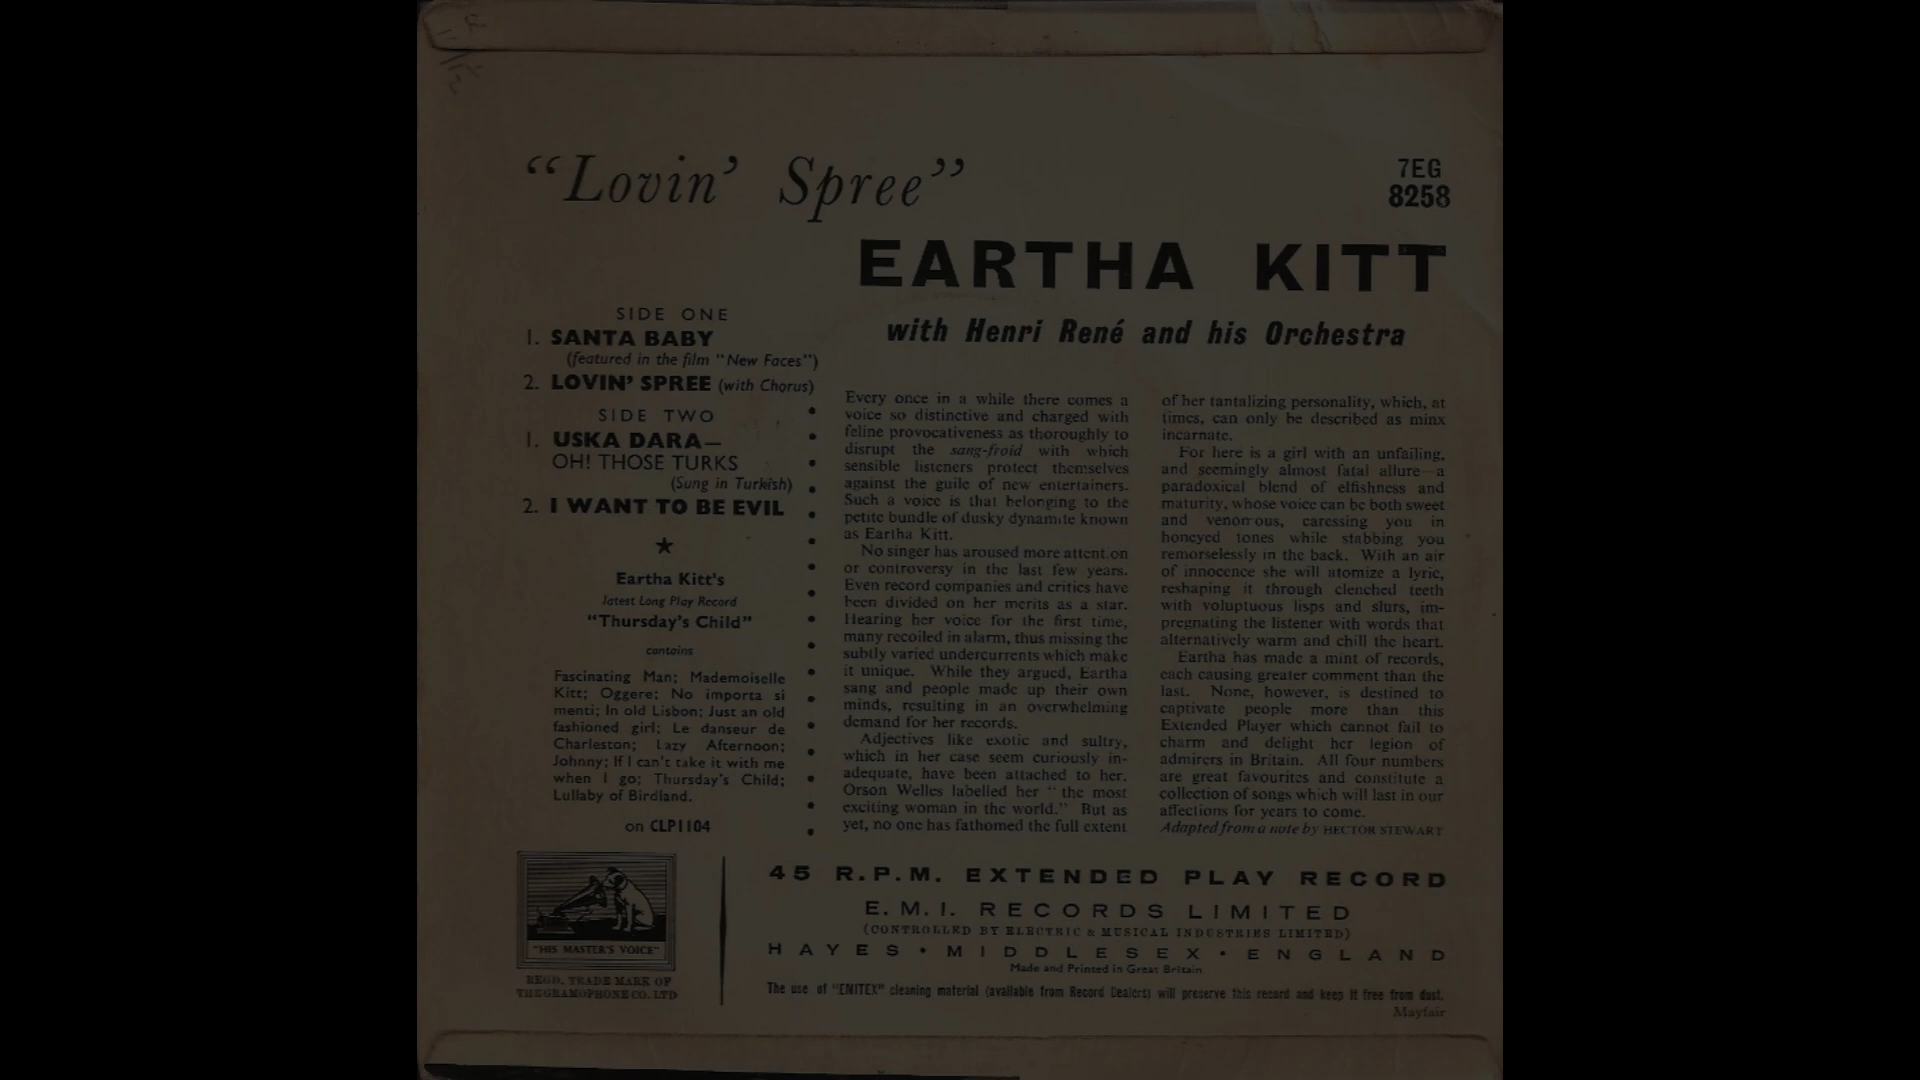 "Lovin' Spree"
7EG
8258
EARTHA KITT
with Henri René and his Orchestra
SIDE ONE
1. SANTA BABY
(featured in the film "New Faces")
2. LOVIN' SPREE (with Chorus)
SIDE TWO
1. USKA DARA—
OH! THOSE TURKS
(Sung in Turkish)
2. I WANT TO BE EVIL
★
Eartha Kitt's
latest Long Play Record
"Thursday's Child"
contains
Fascinating Man; Mademoiselle
Kitt; Oggere; No importa si
menti; In old Lisbon; Just an old
fashioned girl; Le danseur de
Charleston; Lazy Afternoon;
Johnny; If I can't take it with me
when I go; Thursday's Child;
Lullaby of Birdland.
on CLP1104
Every once in a while there comes a
voice so distinctive and charged with
feline provocativeness as thoroughly to
disrupt the sang-froid with which
sensible listeners protect themselves
against the guile of new entertainers.
Such a voice is that belonging to the
petite bundle of dusky dynamite known
as Eartha Kitt.
No singer has aroused more attention
or controversy in the last few years.
Even record companies and critics have
been divided on her merits as a star.
Hearing her voice for the first time,
many recoiled in alarm, thus missing the
subtly varied undercurrents which make
it unique. While they argued, Eartha
sang and people made up their own
minds, resulting in an overwhelming
demand for her records.
Adjectives like exotic and sultry,
which in her case seem curiously in-
adequate, have been attached to her.
Orson Welles labelled her "the most
exciting woman in the world." But as
yet, no one has fathomed the full extent
of her tantalizing personality, which, at
times, can only be described as minx
incarnate.
For here is a girl with an unfailing,
and seemingly almost fatal allure—a
paradoxical blend of elfishness and
maturity, whose voice can be both sweet
and venomous, caressing you in
honeyed tones while stabbing you
remorselessly in the back. With an air
of innocence she will atomize a lyric,
reshaping it through clenched teeth
with voluptuous lisps and slurs, im-
pregnating the listener with words that
alternatively warm and chill the heart.
Eartha has made a mint of records,
each causing greater comment than the
last. None, however, is destined to
captivate people more than this
Extended Player which cannot fail to
charm and delight her legion of
admirers in Britain. All four numbers
are great favourites and constitute a
collection of songs which will last in our
affections for years to come.
Adapted from a note by HECTOR STEWART
"HIS MASTER'S VOICE"
REGD. TRADE MARK OF
THE GRAMOPHONE CO. LTD
45 R.P.M. EXTENDED PLAY RECORD
E.M.I. RECORDS LIMITED
(CONTROLLED BY ELECTRIC & MUSICAL INDUSTRIES LIMITED)
HAYES • MIDDLESEX • ENGLAND
Made and Printed in Great Britain
The use of "EMITEX" cleaning material (available from Record Dealers) will preserve this record and keep it free from dust.
Mayfair